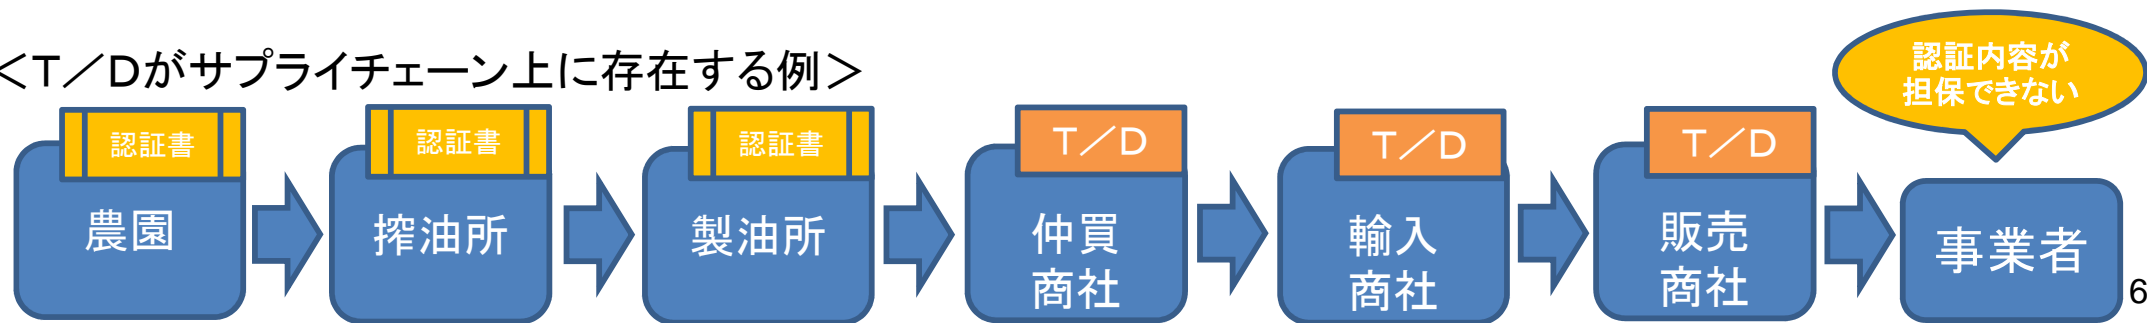 ＜T／Dがサプライチェーン上に存在する例＞
認証内容が
担保できない
認証書
認証書
認証書
T／D
T／D
T／D
農園
搾油所
製油所
仲買
商社
輸入
商社
販売
商社
事業者
6